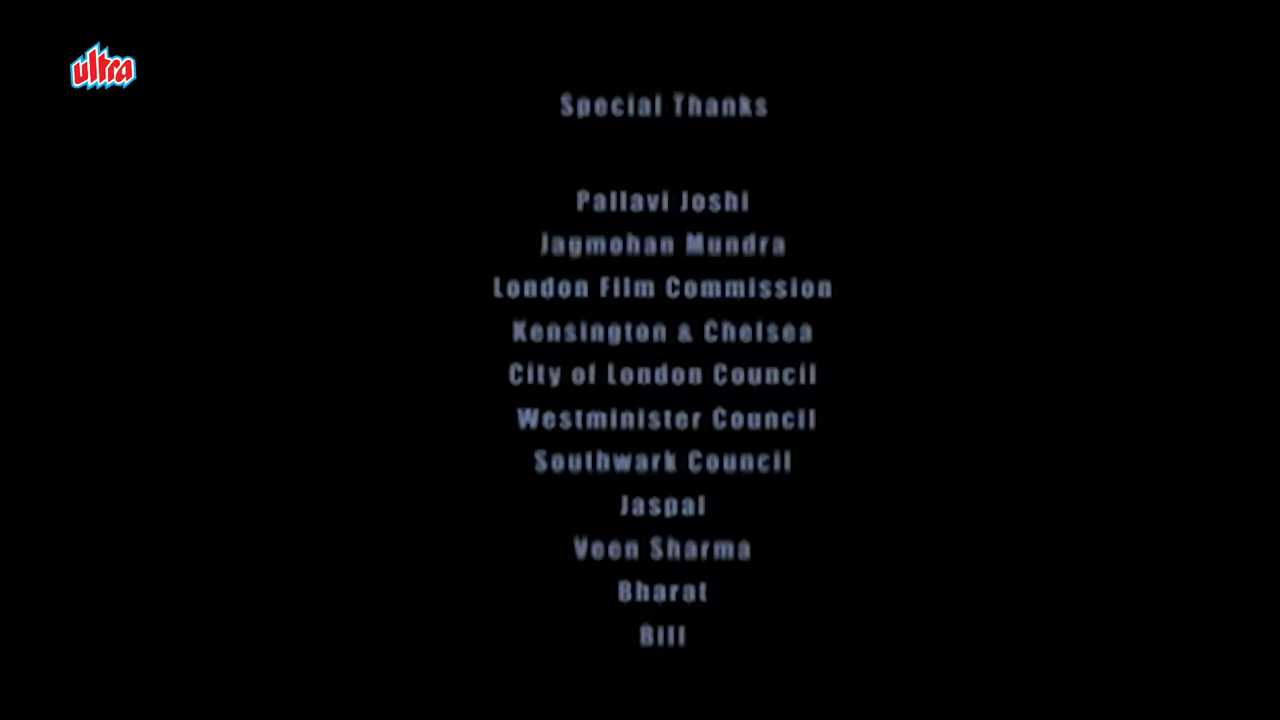 ultra
Special Thanks
Pallavi Joshi
Jagmohan Mundra
London Film Commission
Kensington & Chelsea
City of London Council
Westminister Council
Southwark Council
Jaspal
Veen Sharma
Bharat
Bill